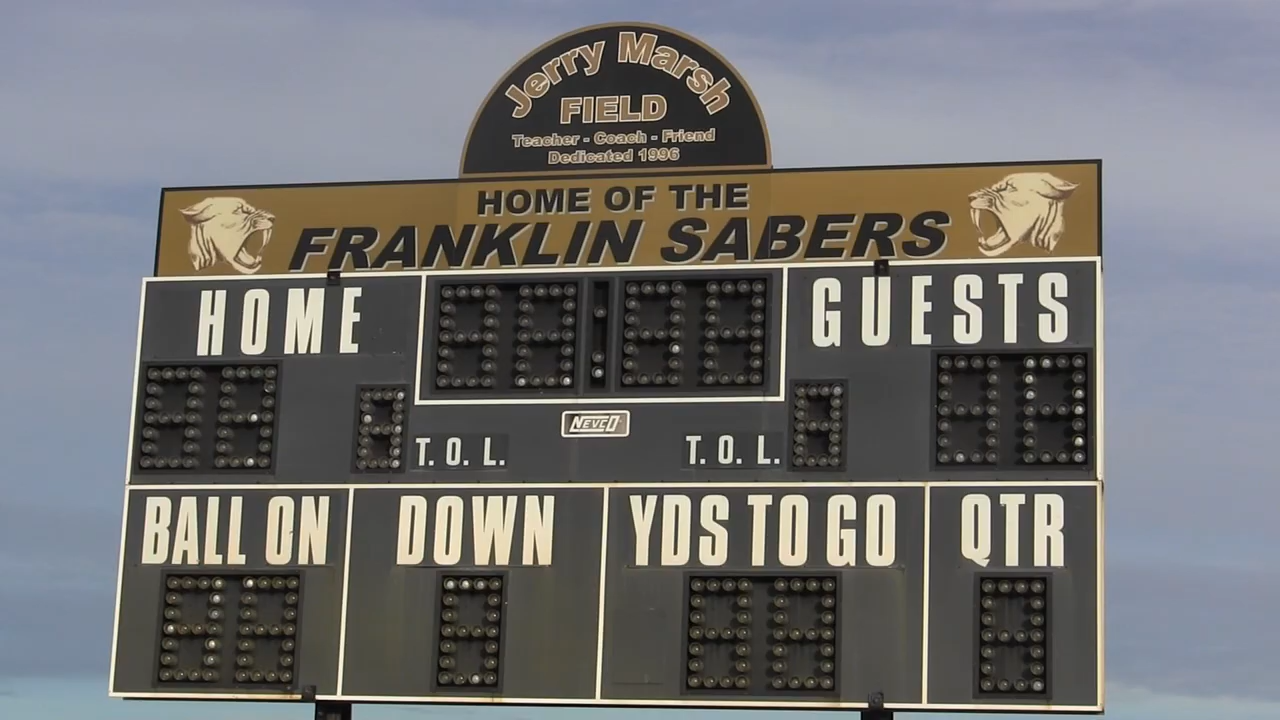 Jerry Marsh
FIELD
Teacher - Coach - Friend
Dedicated 1996
HOME OF THE
FRANKLIN SABERS
HOME GUESTS
NEVCO
T. O. L. T. O. L.
BALL ON DOWN YDS TO GO QTR